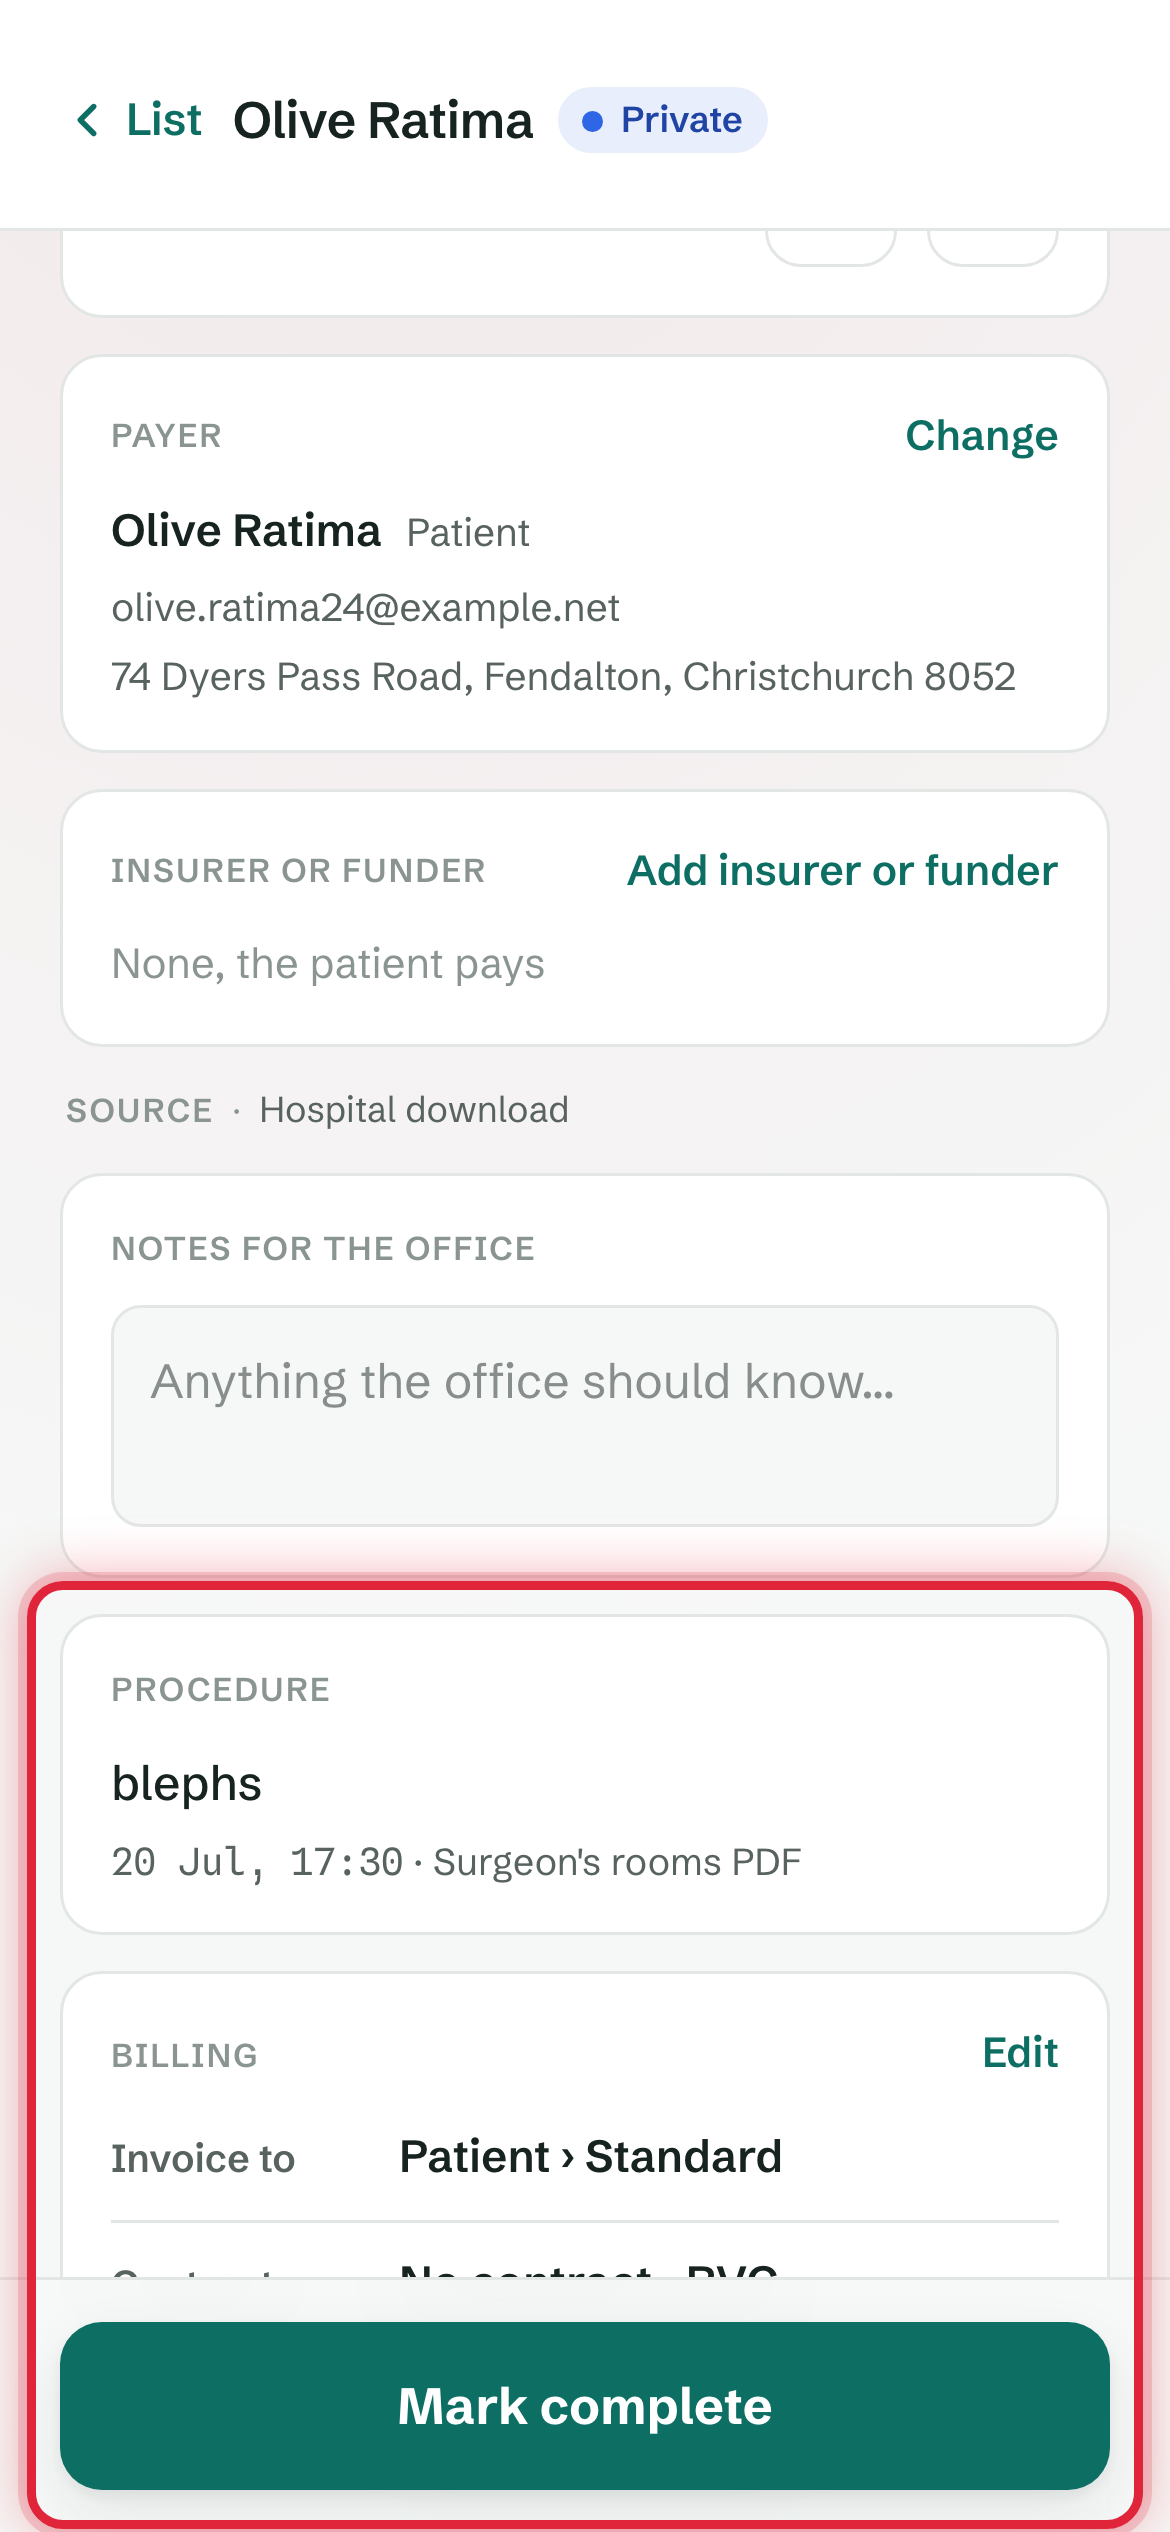 List Olive Ratima Private
PAYER Change
Olive Ratima Patient
olive.ratima24@example.net
74 Dyers Pass Road, Fendalton, Christchurch 8052
INSURER OR FUNDER Add insurer or funder
None, the patient pays
SOURCE · Hospital download
NOTES FOR THE OFFICE
Anything the office should know...
PROCEDURE
blephs
20 Jul, 17:30 · Surgeon's rooms PDF
BILLING Edit
Invoice to Patient › Standard
No contract
Mark complete